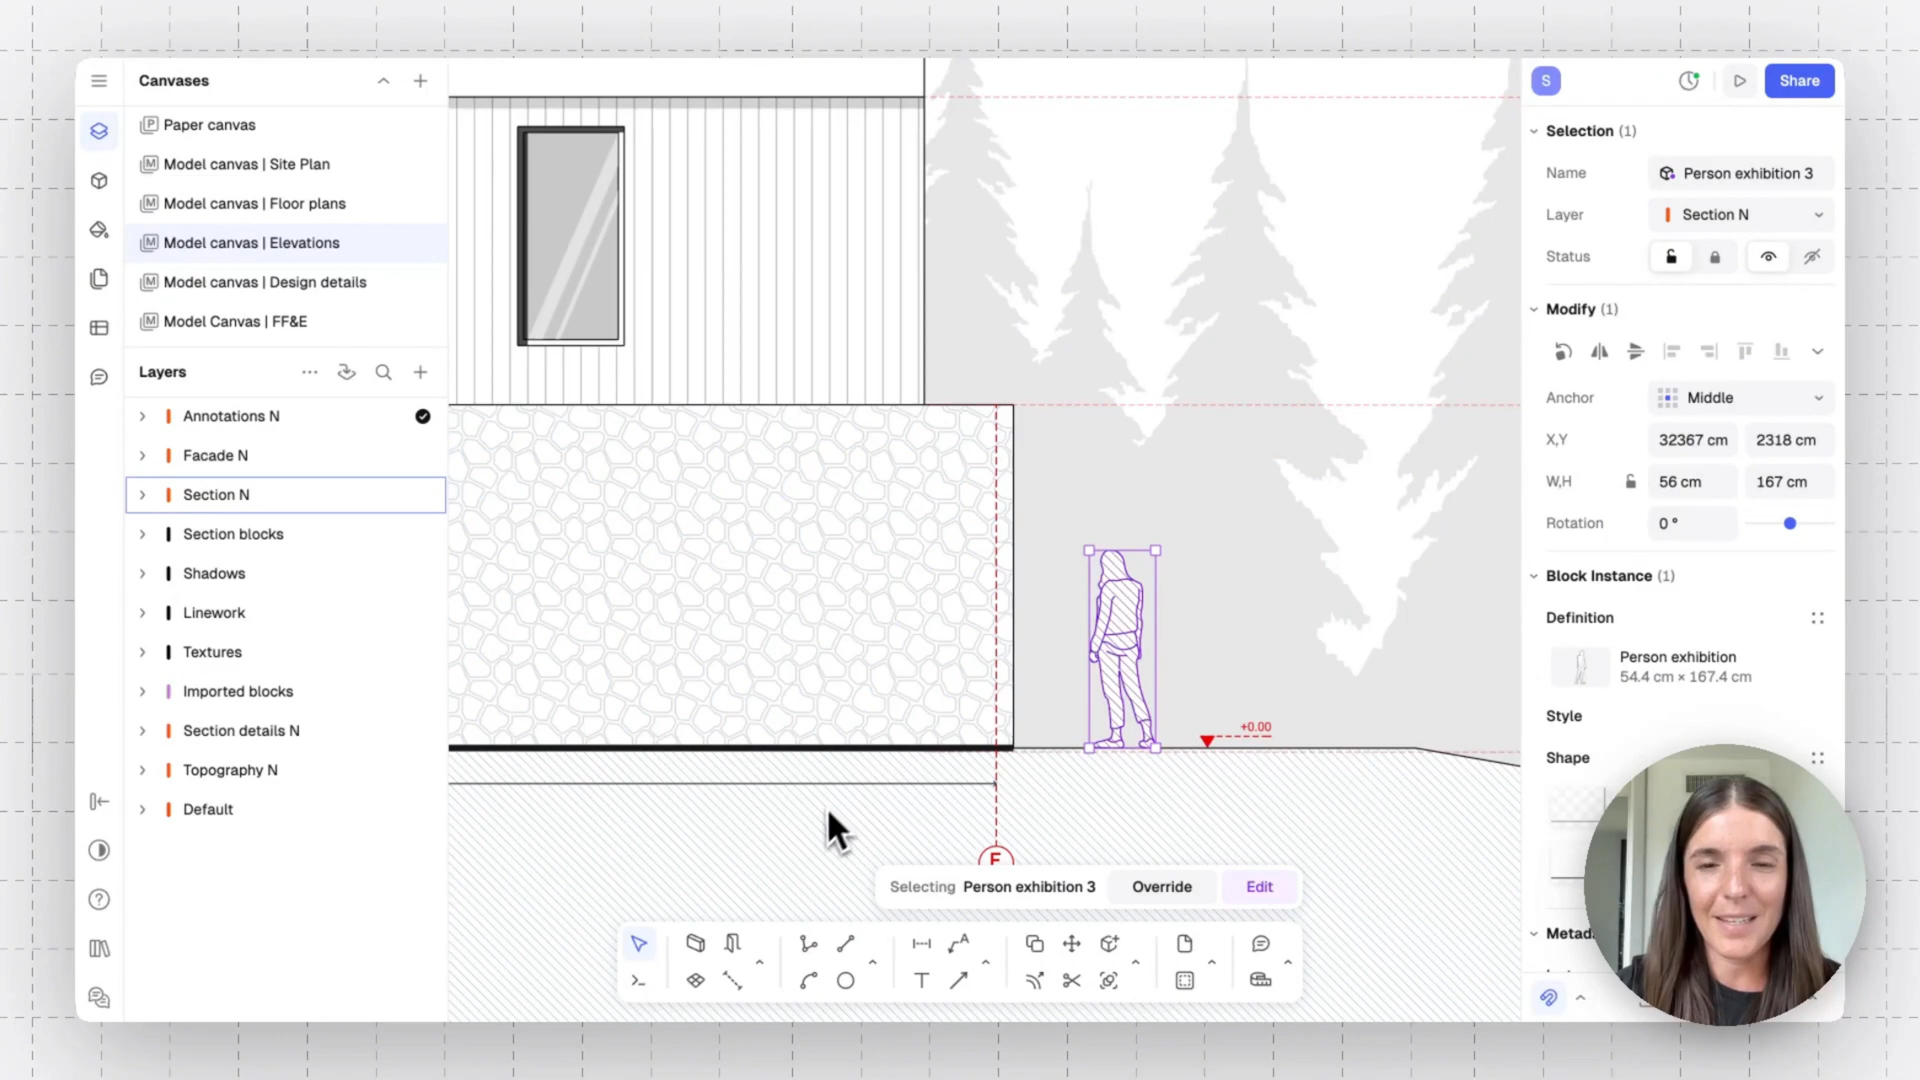 Canvases
Paper canvas
Model canvas | Site Plan
Model canvas | Floor plans
Model canvas | Elevations
Model canvas | Design details
Model Canvas | FF&E
Layers
Annotations N
Facade N
Section N
Section blocks
Shadows
Linework
Textures
Imported blocks
Section details N
Topography N
Default
+0.00
Selecting Person exhibition 3 Override Edit
S Share
Selection (1)
Name Person exhibition 3
Layer Section N
Status
Modify (1)
Anchor Middle
X,Y 32367 cm 2318 cm
W,H 56 cm 167 cm
Rotation 0 °
Block Instance (1)
Definition
Person exhibition
54.4 cm × 167.4 cm
Style
Shape